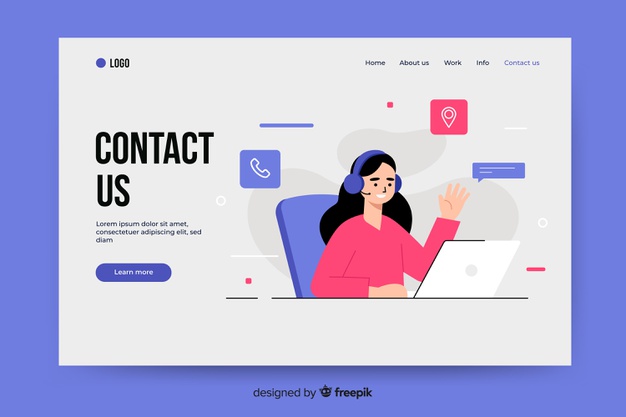 LOGO
Home About us Work Info Contact us
CONTACT
US
Lorem ipsum dolor sit amet,
consectetuer adipiscing elit, sed
diam
Learn more
designed by freepik